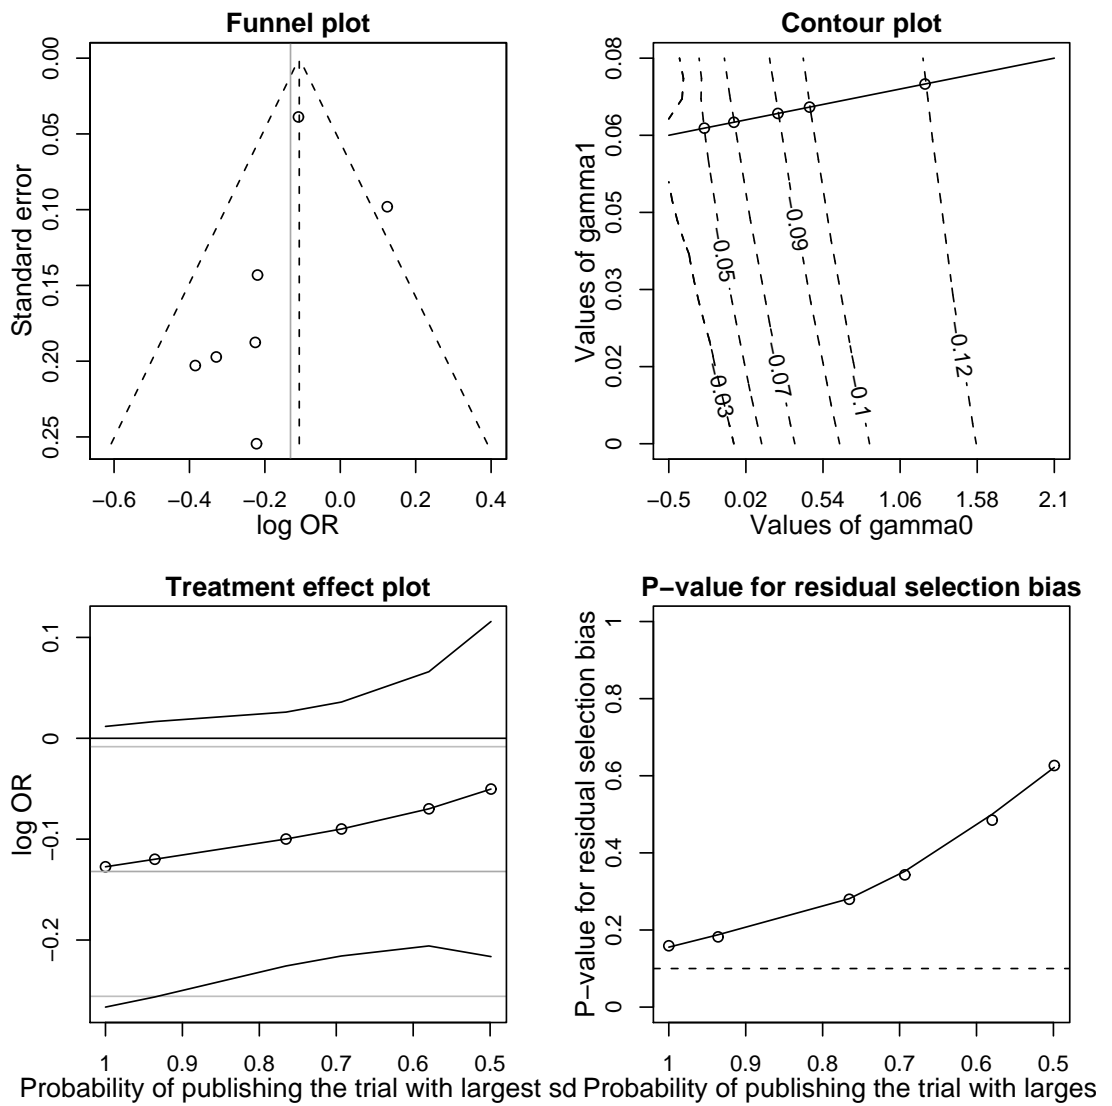 Funnel plot
Standard error
0.00
0.05
0.10
0.15
0.20
0.25
−0.6 −0.4 −0.2 0.0 0.2 0.4
log OR
Contour plot
Values of gamma1
0.08
0.06
0.05
0.03
0.02
0
0.03
0.05
0.07
0.09
0.1
0.12
−0.5 0.02 0.54 1.06 1.58 2.1
Values of gamma0
Treatment effect plot
log OR
0.1
0
−0.1
−0.2
1 0.9 0.8 0.7 0.6 0.5
Probability of publishing the trial with largest sd
P−value for residual selection bias
P−value for residual selection bias
1
0.8
0.6
0.4
0.2
0
1 0.9 0.8 0.7 0.6 0.5
Probability of publishing the trial with larges